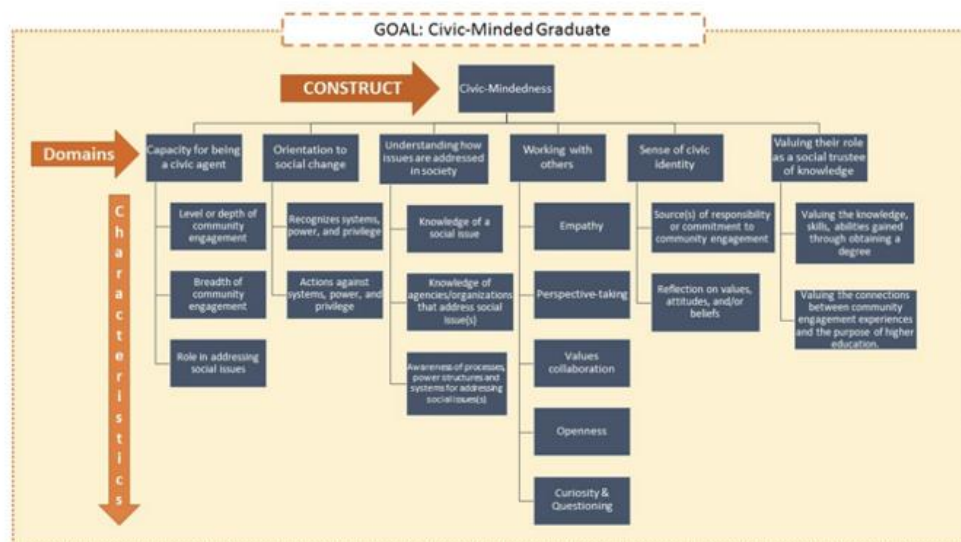 GOAL: Civic-Minded Graduate
CONSTRUCT
Civic-Mindedness
Domains
Capacity for being
a civic agent
Orientation to
social change
Understanding how
issues are addressed
in society
Working with
others
Sense of civic
identity
Valuing their role
as a social trustee
of knowledge
Characteristics
Level or depth of
community
engagement
Breadth of
community
engagement
Role in addressing
social issues
Recognizes systems,
power, and privilege
Actions against
systems, power, and
privilege
Knowledge of a
social issue
Knowledge of
agencies/organizations
that address social
issue(s)
Awareness of processes,
power structures and
systems for addressing
social issues(s)
Empathy
Perspective-taking
Values
collaboration
Openness
Curiosity &
Questioning
Source(s) of responsibility
or commitment to
community engagement
Reflection on values,
attitudes, and/or
beliefs
Valuing the knowledge,
skills, abilities gained
through obtaining a
degree
Valuing the connections
between community
engagement experiences
and the purpose of higher
education.